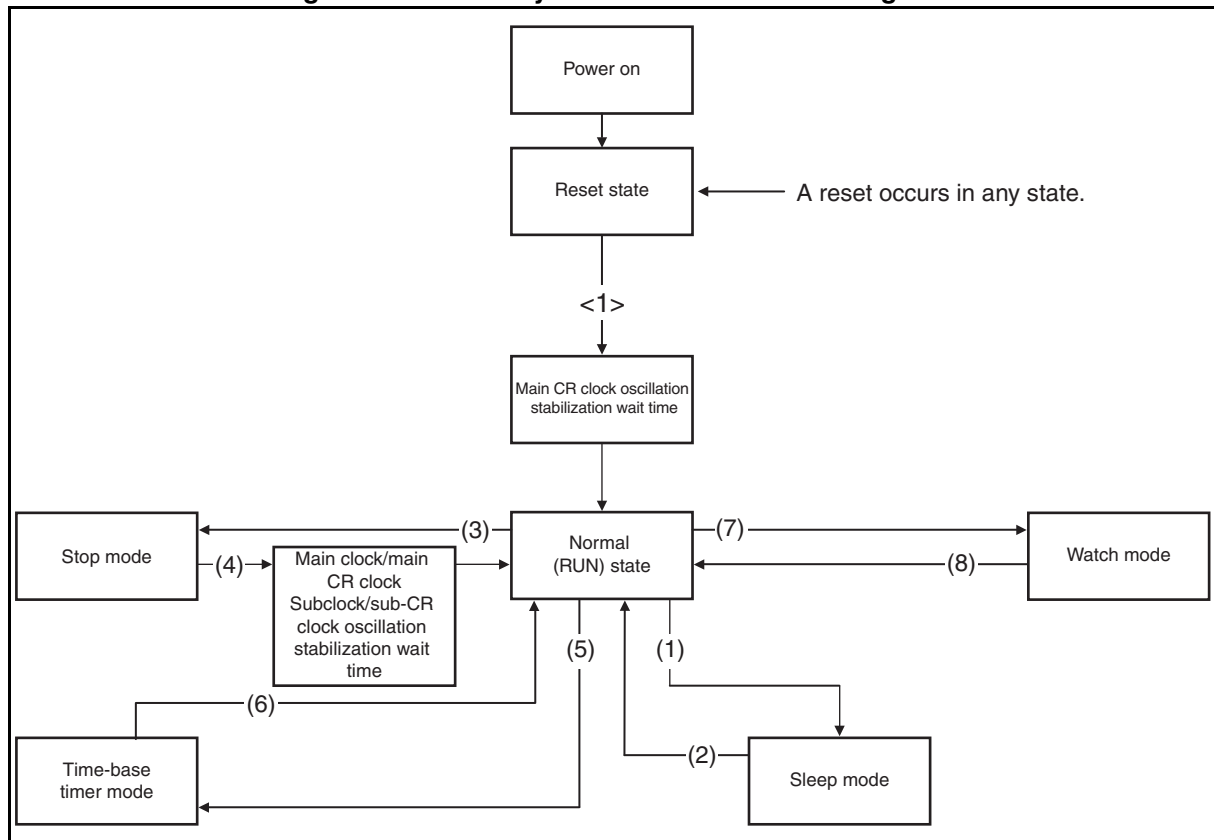 Power on
Reset state
A reset occurs in any state.
<1>
Main CR clock oscillation
stabilization wait time
Stop mode
(3)
(4)
Main clock/main
CR clock
Subclock/sub-CR
clock oscillation
stabilization wait
time
Normal
(RUN) state
(7)
(8)
Watch mode
(5)
(1)
(6)
(2)
Time-base
timer mode
Sleep mode